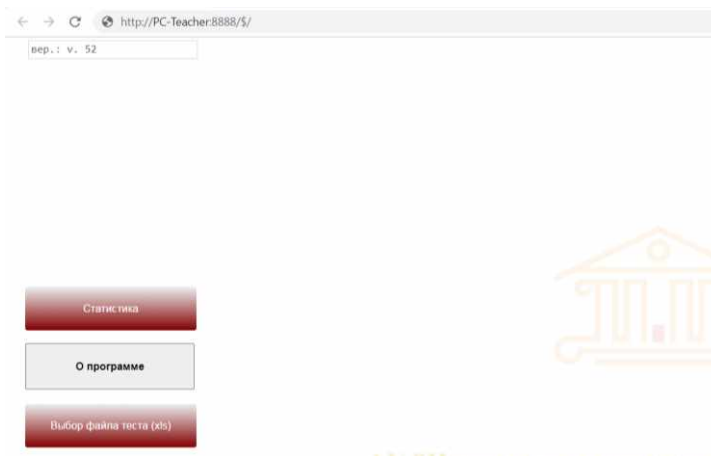 http://PC-Teacher:8888/$/
вер.: v. 52
Статистика
О программе
Выбор файла теста (xls)